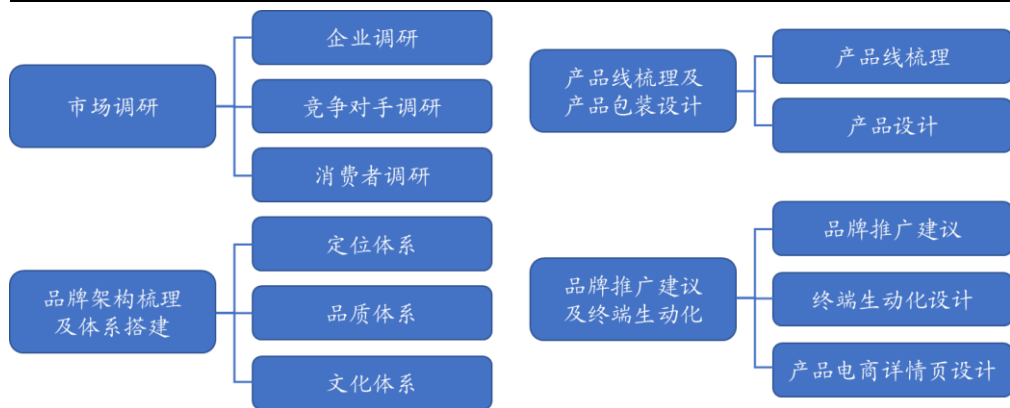 市场调研
企业调研
竞争对手调研
消费者调研
品牌架构梳理
及体系搭建
定位体系
品质体系
文化体系
产品线梳理及
产品包装设计
产品线梳理
产品设计
品牌推广建议
及终端生动化
品牌推广建议
终端生动化设计
产品电商详情页设计